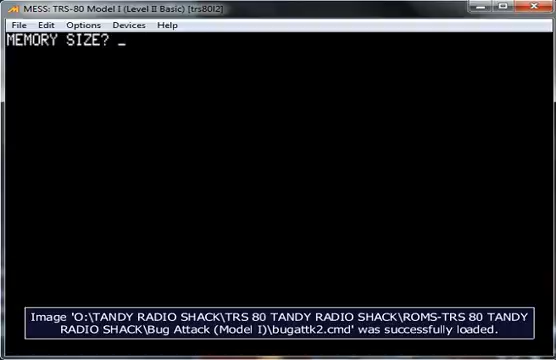 MESS: TRS-80 Model I (Level II Basic) [trs80l2]
File Edit Options Devices Help
MEMORY SIZE? _
Image 'O:\TANDY RADIO SHACK\TRS 80 TANDY RADIO SHACK\ROMS-TRS 80 TANDY
RADIO SHACK\Bug Attack (Model I)\bugattk2.cmd' was successfully loaded.